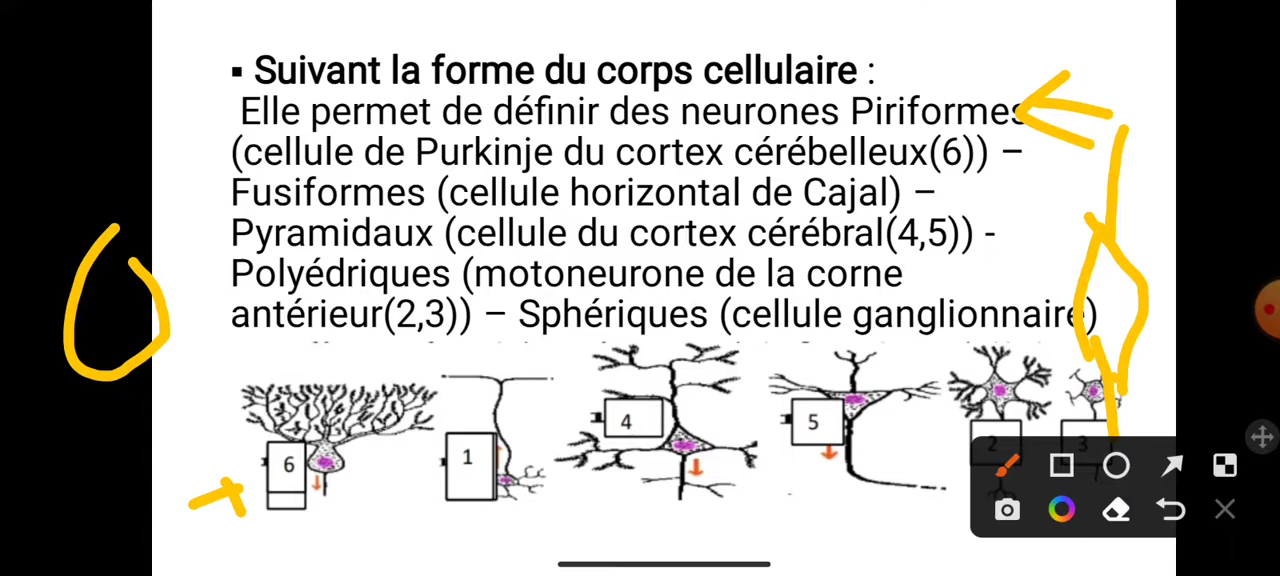 ▪ Suivant la forme du corps cellulaire :
Elle permet de définir des neurones Piriformes
(cellule de Purkinje du cortex cérébelleux(6)) –
Fusiformes (cellule horizontal de Cajal) –
Pyramidaux (cellule du cortex cérébral(4,5)) -
Polyédriques (motoneurone de la corne
antérieur(2,3)) – Sphériques (cellule ganglionnaire)
6 1 4 5 2 3